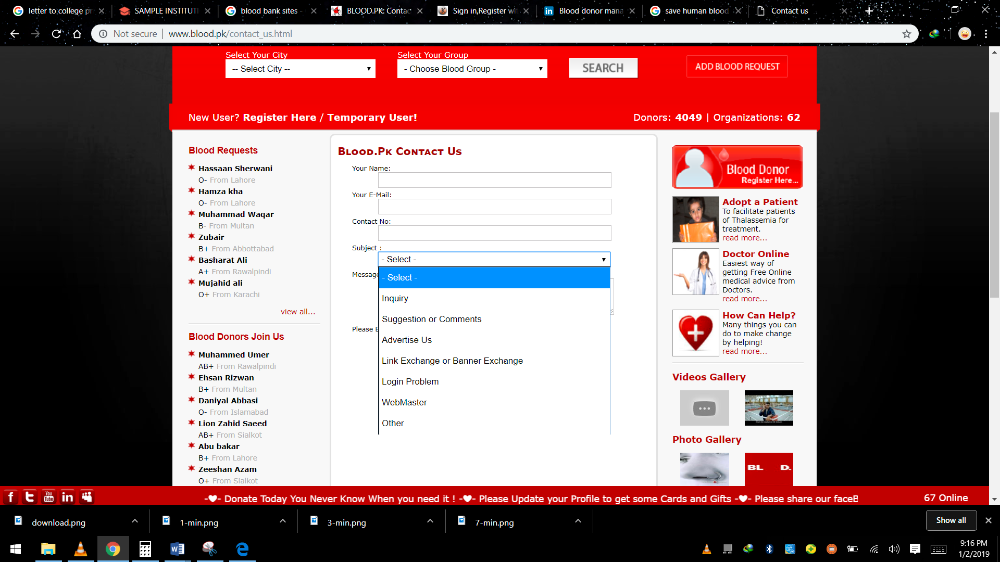 letter to college pr
SAMPLE INSTITUTI
blood bank sites -
BLOOD.PK: Contac
Sign in,Register wi
Blood donor mana
save human blood
Contact us
Not secure | www.blood.pk/contact_us.html
Select Your City
Select Your Group
-- Select City --
- Choose Blood Group -
SEARCH
ADD BLOOD REQUEST
New User? Register Here / Temporary User!
Donors: 4049 | Organizations: 62
Blood Requests
Hassaan Sherwani
O- From Lahore
Hamza kha
O- From Lahore
Muhammad Waqar
B- From Multan
Zubair
B+ From Abbottabad
Basharat Ali
A+ From Rawalpindi
Mujahid ali
O+ From Karachi
view all...
Blood Donors Join Us
Muhammed Umer
AB+ From Rawalpindi
Ehsan Rizwan
B+ From Multan
Daniyal Abbasi
O- From Islamabad
Lion Zahid Saeed
AB+ From Sialkot
Abu bakar
B+ From Lahore
Zeeshan Azam
O+ From Sialkot
Blood.Pk Contact Us
Your Name:
Your E-Mail:
Contact No:
Subject :
- Select -
Message
- Select -
Inquiry
Suggestion or Comments
Please E
Advertise Us
Link Exchange or Banner Exchange
Login Problem
WebMaster
Other
Blood Donor
Register Here...
Adopt a Patient
To facilitate patients
of Thalassemia for
treatment.
read more...
Doctor Online
Easiest way of
getting Free Online
medical advice from
Doctors.
read more...
How Can Help?
Many things you can
do to make change
by helping!
read more...
Videos Gallery
Photo Gallery
BL D.
f t You Tube in
-♥- Donate Today You Never Know When you need it ! -♥- Please Update your Profile to get some Cards and Gifts -♥- Please share our faceB
67 Online
download.png
1-min.png
3-min.png
7-min.png
Show all
9:16 PM
1/2/2019